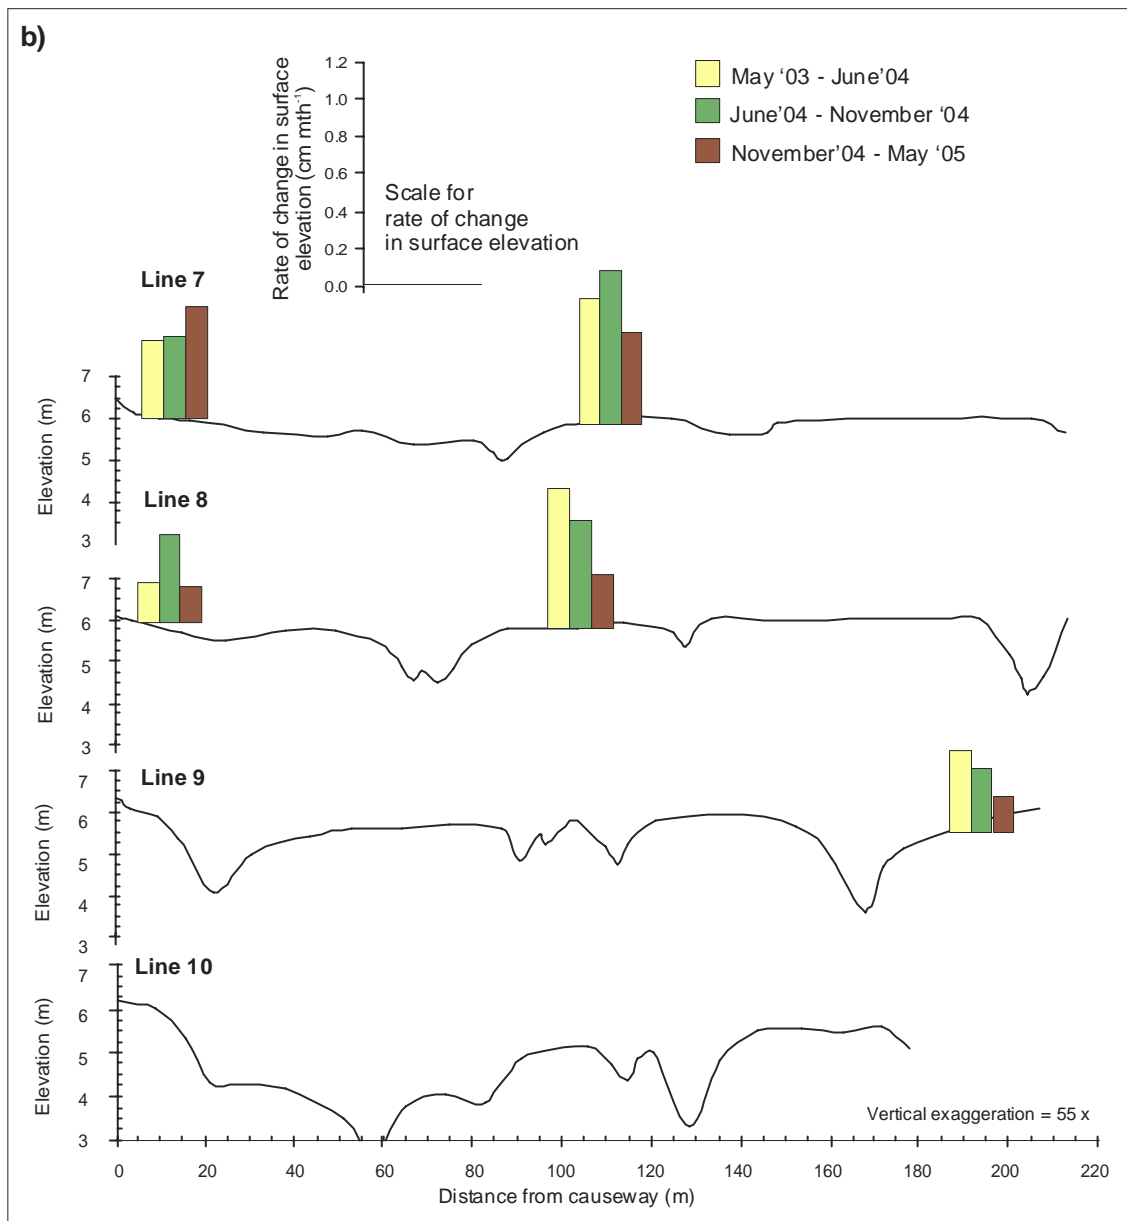 b)
1.2
1.0
0.8
0.6
0.4
0.2
0.0
Rate of change in surface
elevation (cm mth-1)
Scale for
rate of change
in surface elevation
May ‘03 - June’04
June’04 - November ‘04
November’04 - May ‘05
Line 7
7
6
5
4
3
Elevation (m)
Line 8
7
6
5
4
3
Elevation (m)
Line 9
7
6
5
4
3
Elevation (m)
Line 10
7
6
5
4
3
Elevation (m)
Vertical exaggeration = 55 x
0 20 40 60 80 100 120 140 160 180 200 220
Distance from causeway (m)